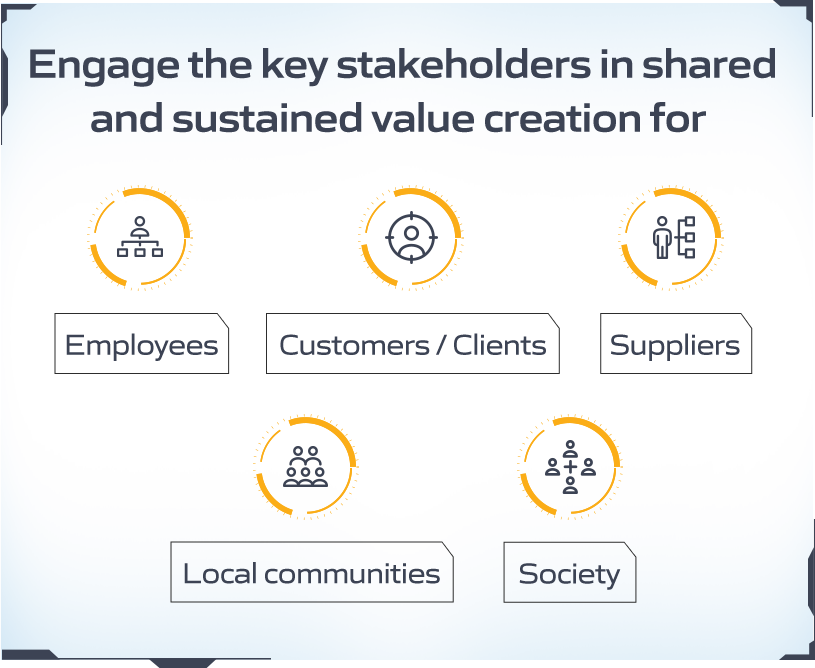 Engage the key stakeholders in shared
and sustained value creation for
Employees
Customers / Clients
Suppliers
Local communities
Society